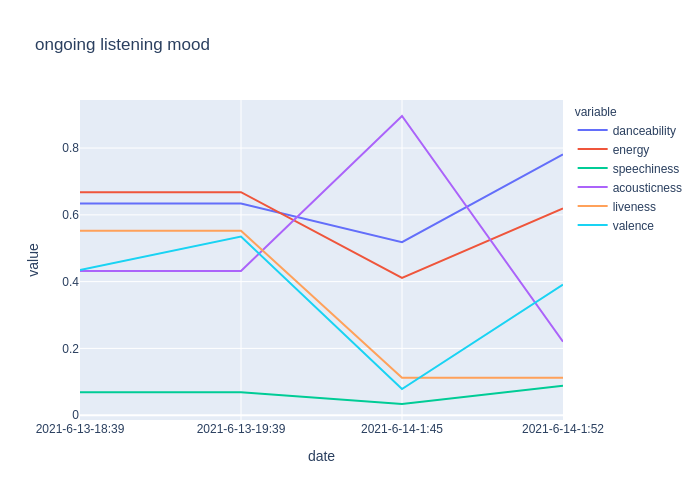 ongoing listening mood
variable
danceability
energy
speechiness
acousticness
liveness
valence
value
0.8
0.6
0.4
0.2
0
2021-6-13-18:39
2021-6-13-19:39
2021-6-14-1:45
2021-6-14-1:52
date